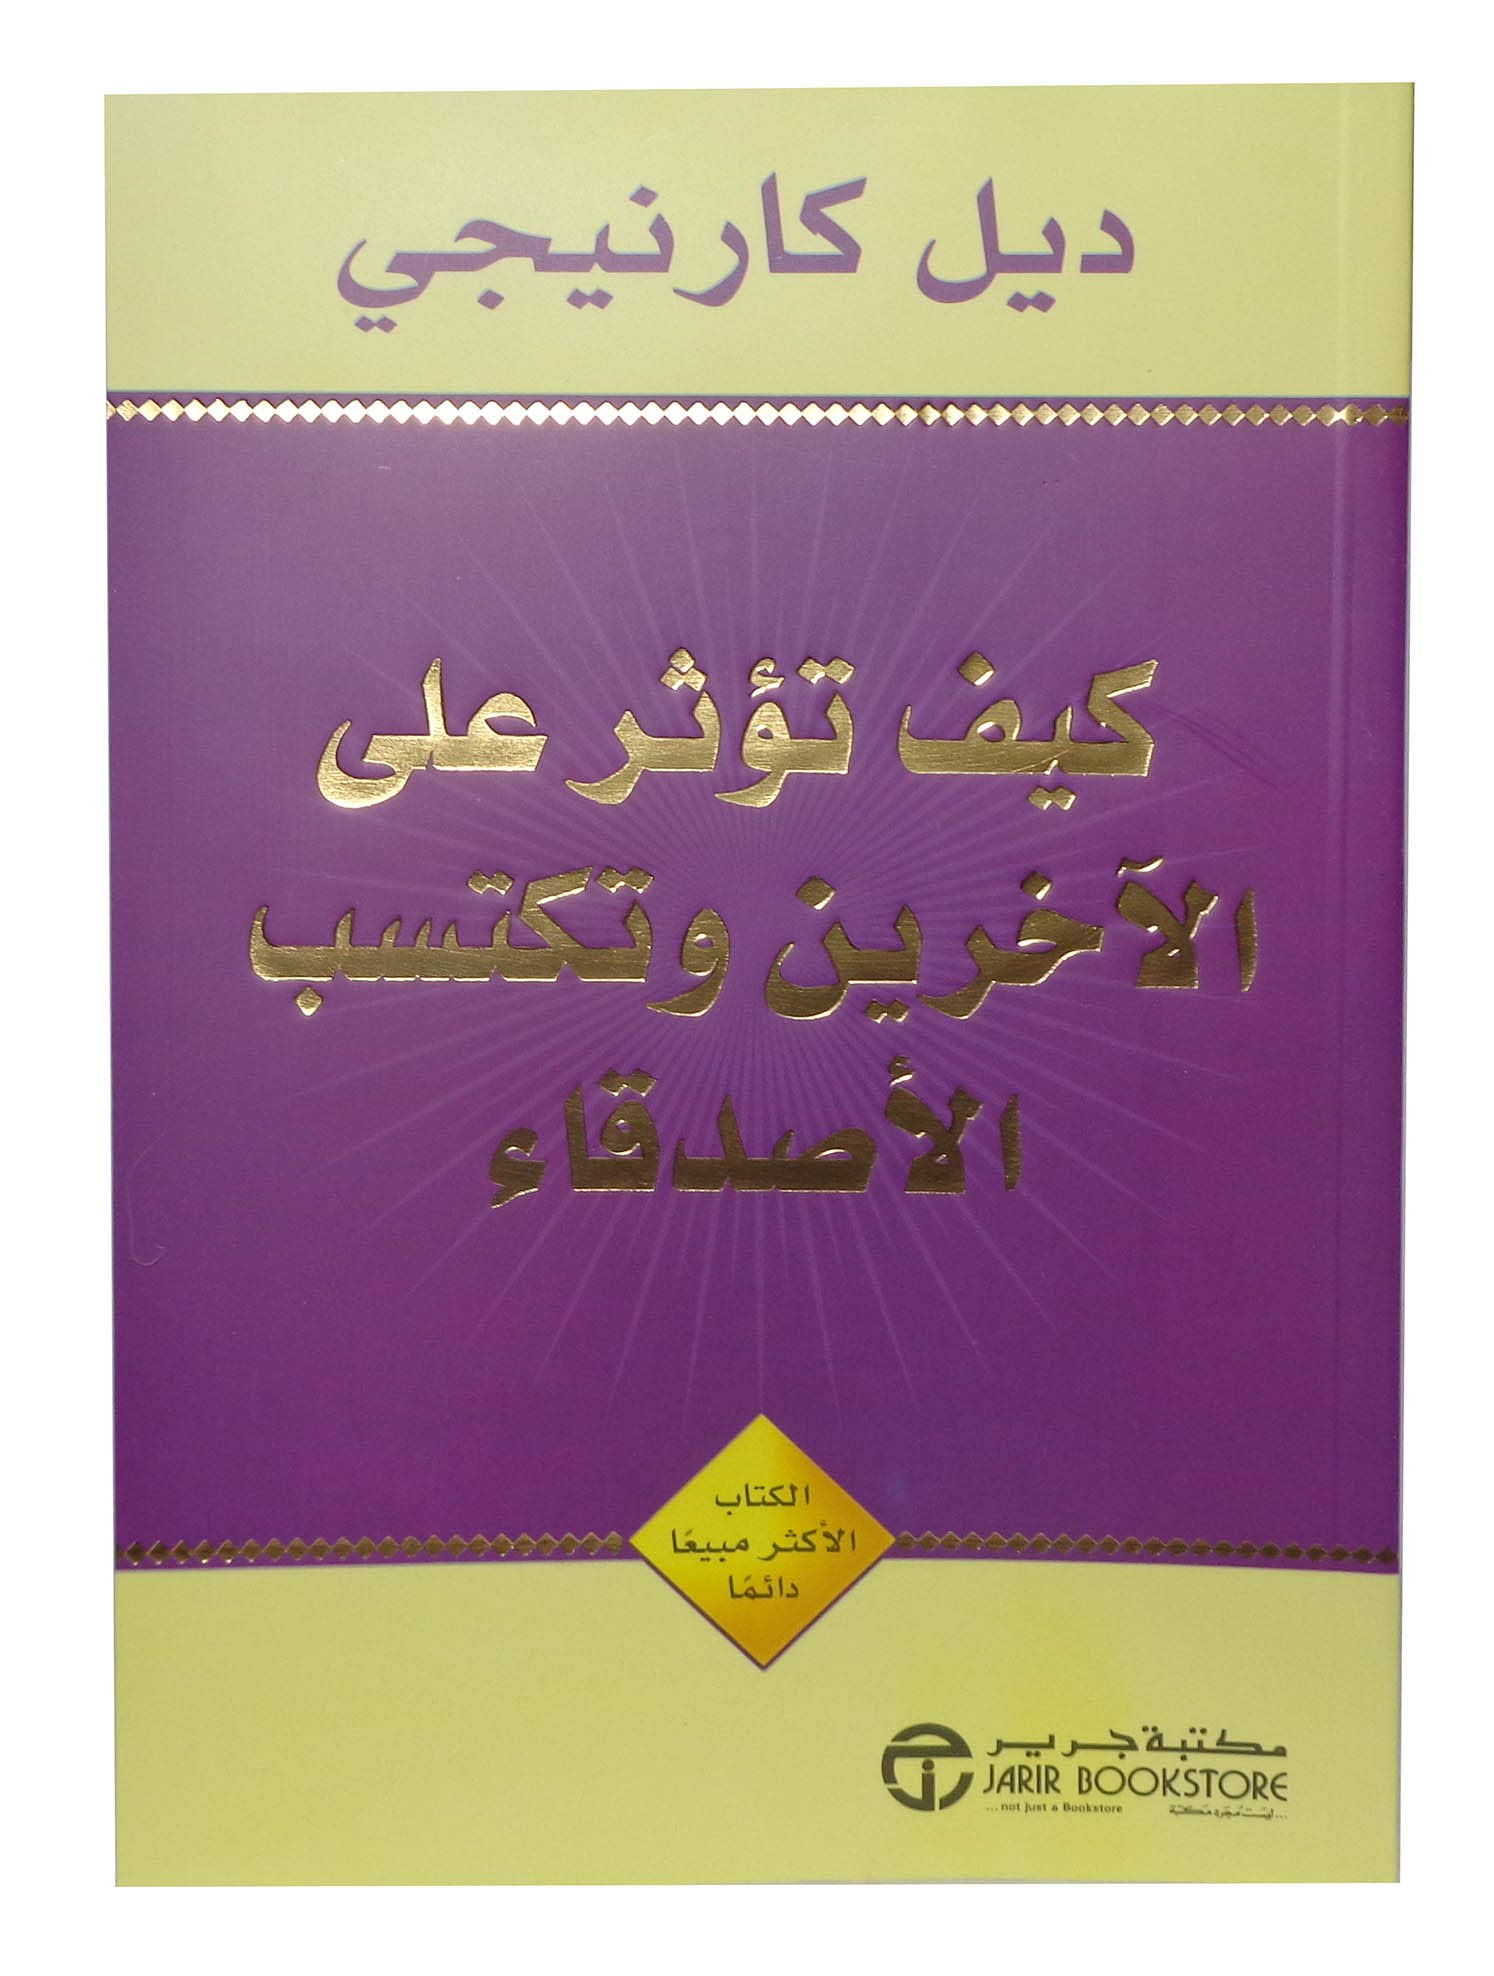 ديل كارنيجي
كيف تؤثر على
الآخرين وتكتسب
الأصدقاء
الكتاب
الأكثر مبيعًا
دائمًا
مكتبة جرير
JARIR BOOKSTORE
...not just a Bookstore ...ليست مجرد مكتبة